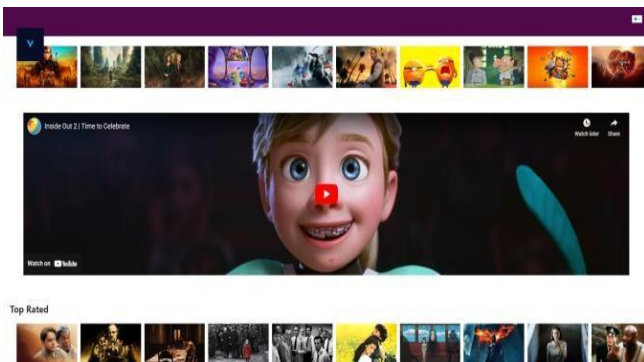 V
Inside Out 2 | Time to Celebrate
Watch later
Share
Watch on YouTube
Top Rated